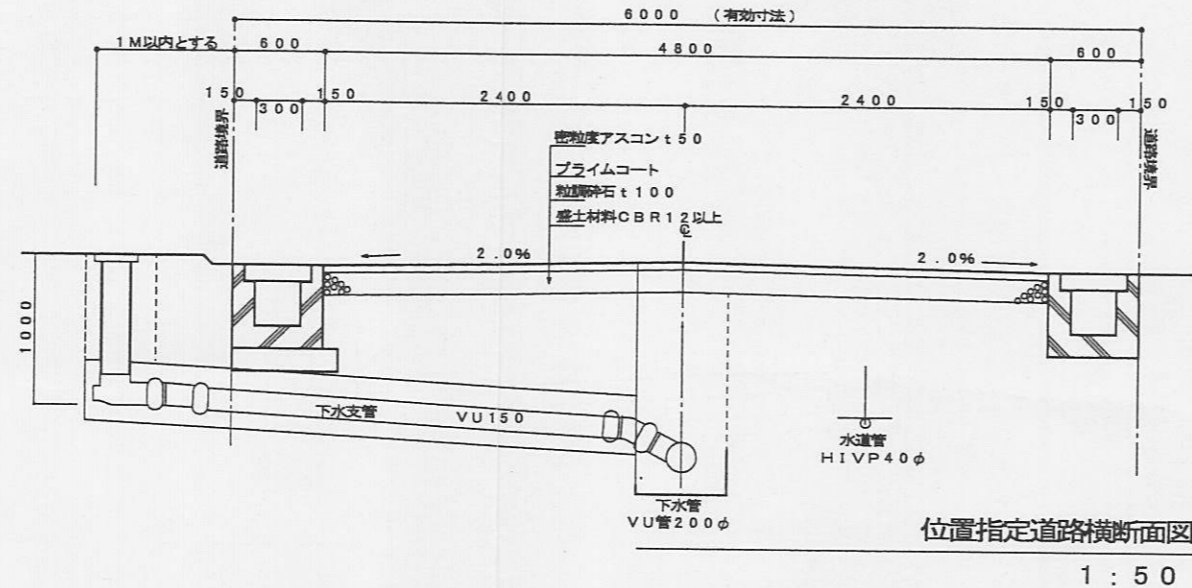 6000 (有効寸法)
1M以内とする 600 4800 600
150 300 150 2400 2400 150 300 150
道路境界
道路境界
密粒度アスコン t50
プライムコート
粒調砕石 t100
盛土材料CBR12以上
℄
2.0% 2.0%
1000
下水支管 VU150
水道管
HIVP40φ
下水管
VU管200φ
位置指定道路横断面図
1:50